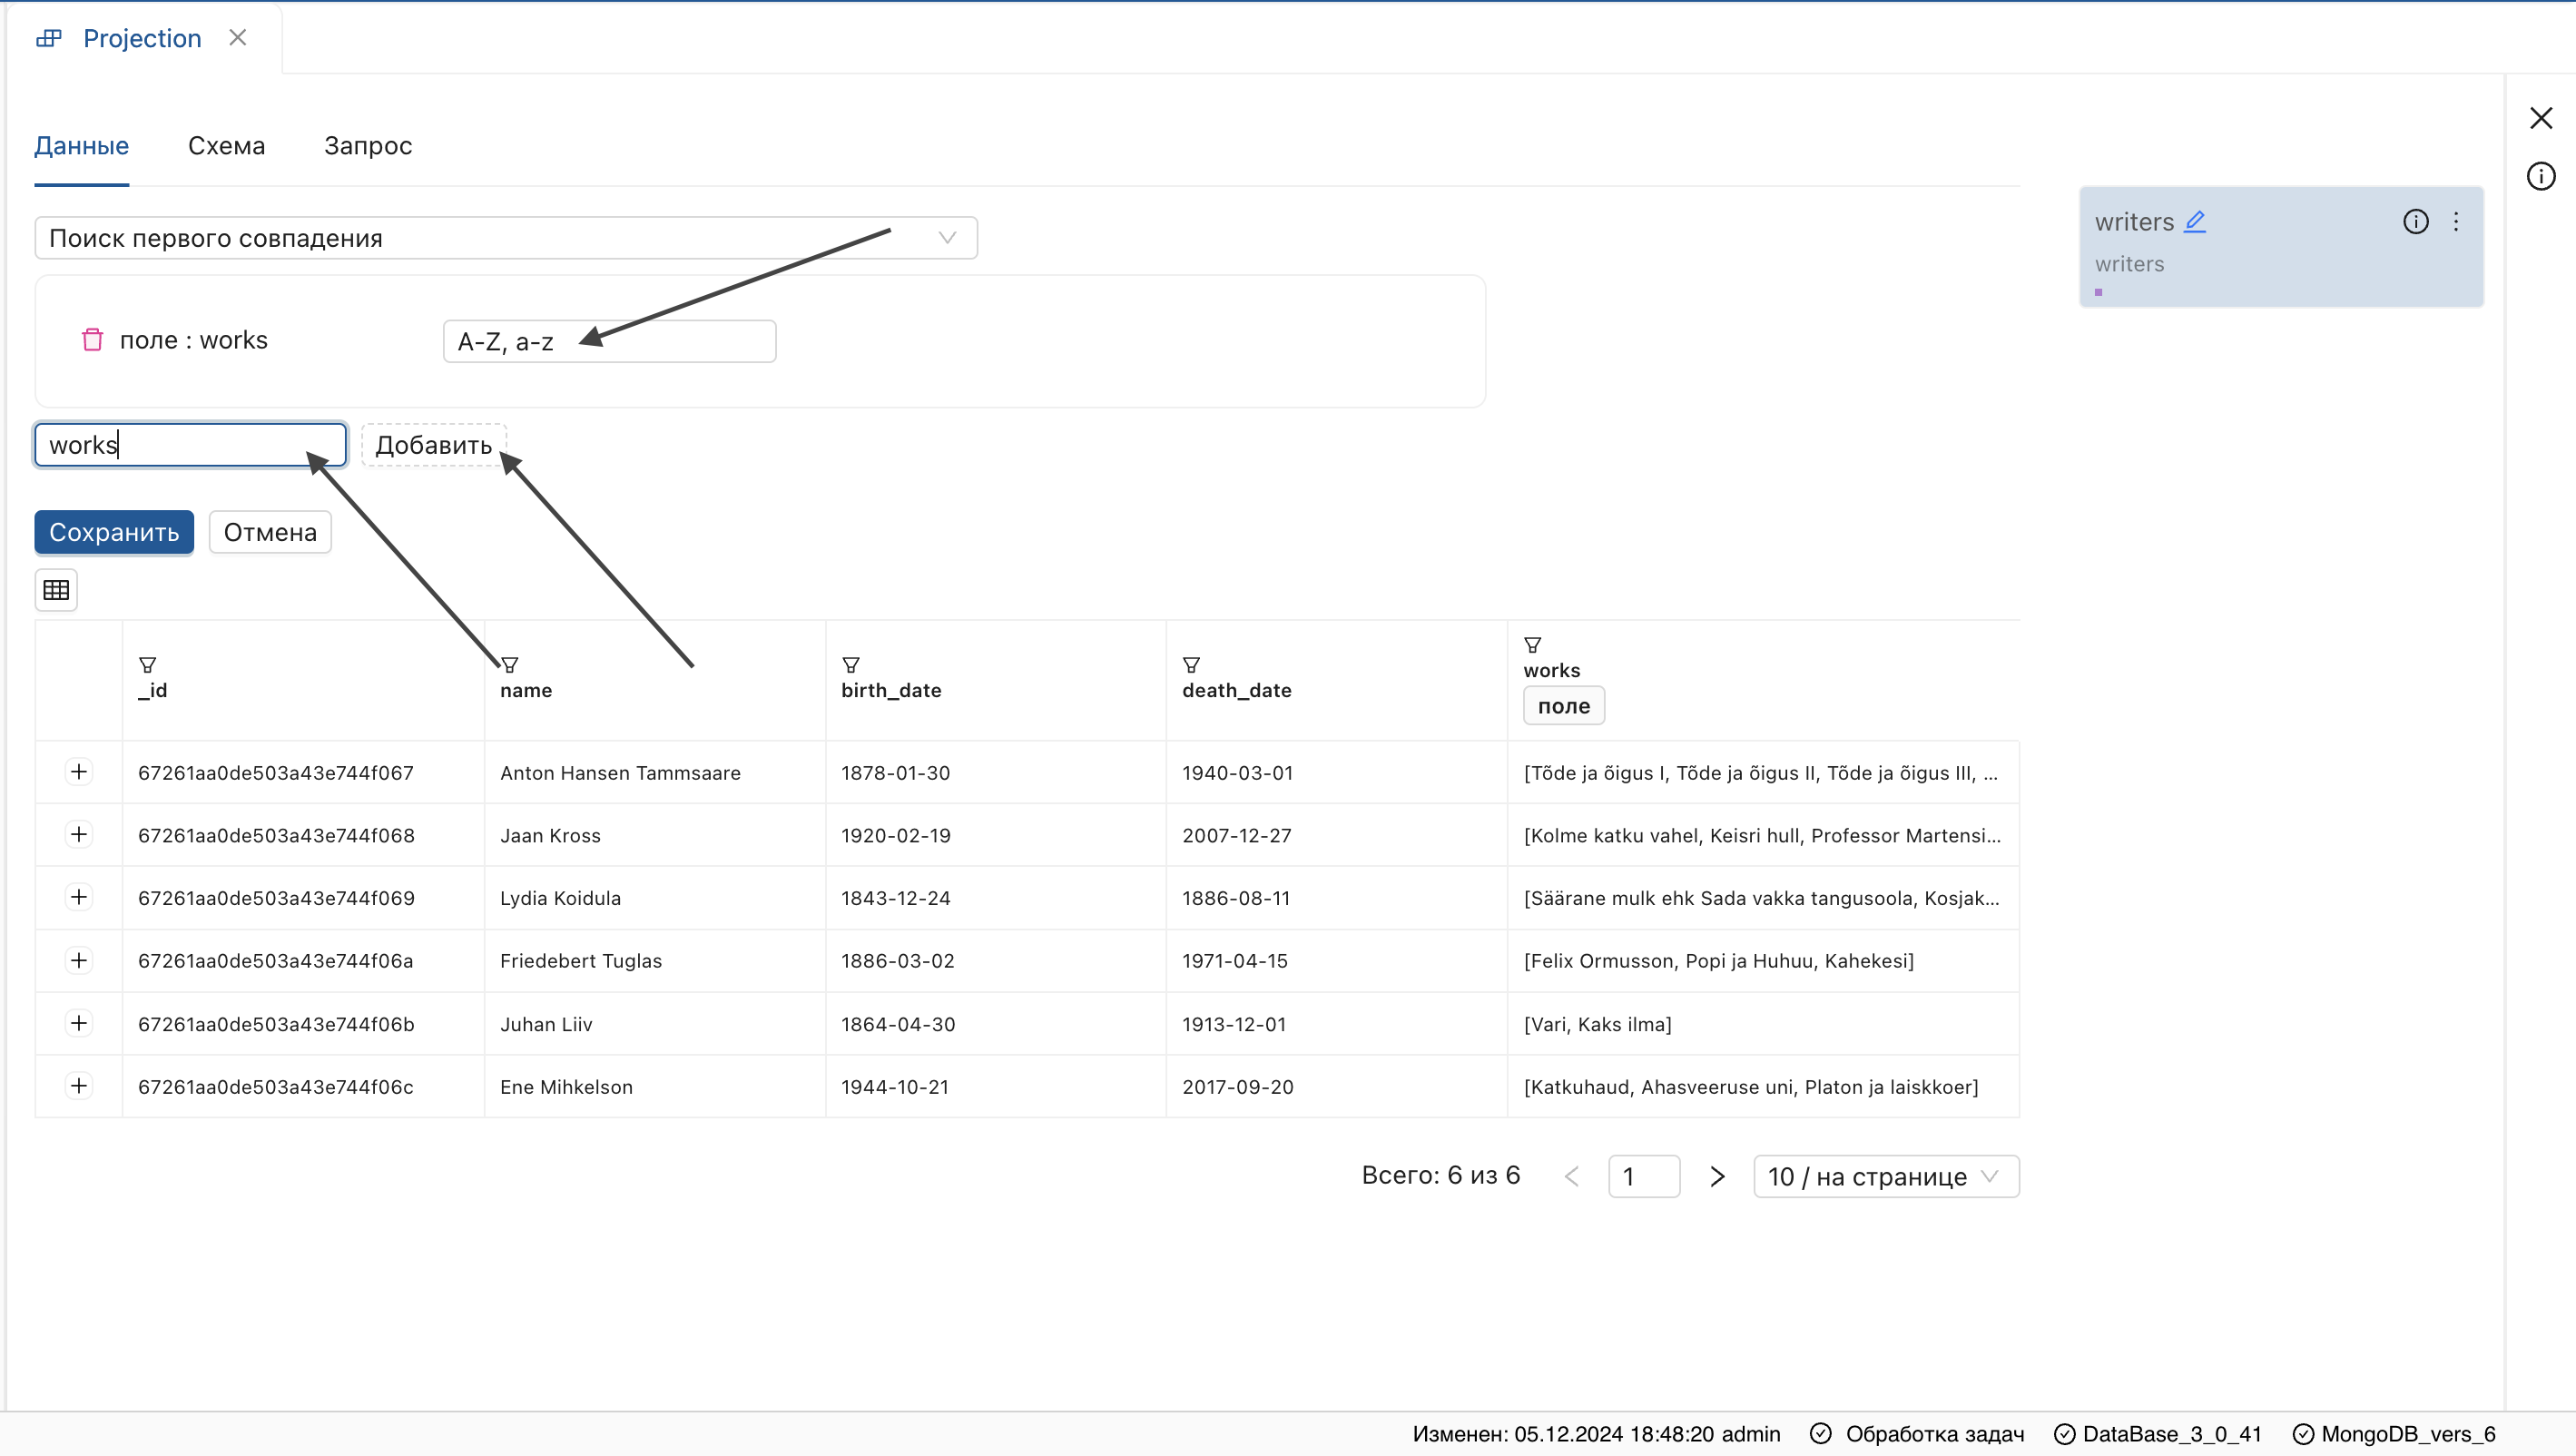 Projection
Данные Схема Запрос
Поиск первого совпадения
поле : works A-Z, a-z
works Добавить
Сохранить Отмена
writers
writers
_id name birth_date death_date works
поле
67261aa0de503a43e744f067 Anton Hansen Tammsaare 1878-01-30 1940-03-01 [Tõde ja õigus I, Tõde ja õigus II, Tõde ja õigus III, ...
67261aa0de503a43e744f068 Jaan Kross 1920-02-19 2007-12-27 [Kolme katku vahel, Keisri hull, Professor Martensi...
67261aa0de503a43e744f069 Lydia Koidula 1843-12-24 1886-08-11 [Säärane mulk ehk Sada vakka tangusoola, Kosjak...
67261aa0de503a43e744f06a Friedebert Tuglas 1886-03-02 1971-04-15 [Felix Ormusson, Popi ja Huhuu, Kahekesi]
67261aa0de503a43e744f06b Juhan Liiv 1864-04-30 1913-12-01 [Vari, Kaks ilma]
67261aa0de503a43e744f06c Ene Mihkelson 1944-10-21 2017-09-20 [Katkuhaud, Ahasveeruse uni, Platon ja laiskkoer]
Всего: 6 из 6 1 10 / на странице
Изменен: 05.12.2024 18:48:20 admin Обработка задач DataBase_3_0_41 MongoDB_vers_6